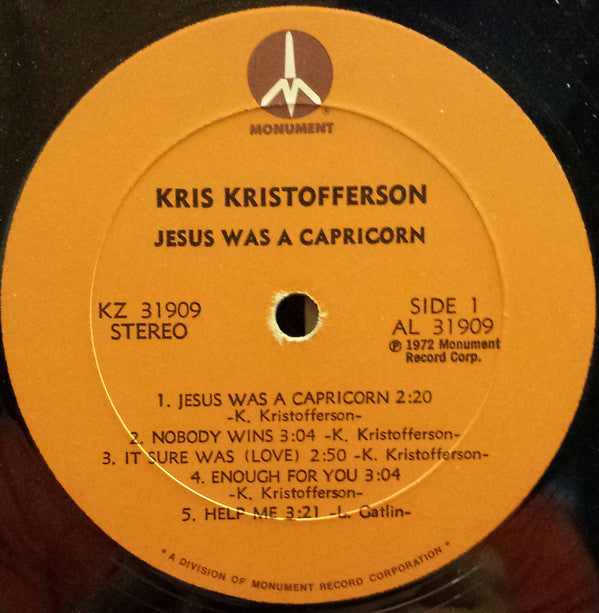 MONUMENT
®
KRIS KRISTOFFERSON
JESUS WAS A CAPRICORN
KZ 31909
STEREO
SIDE 1
AL 31909
℗ 1972 Monument
Record Corp.
1. JESUS WAS A CAPRICORN 2:20
-K. Kristofferson-
2. NOBODY WINS 3:04 -K. Kristofferson-
3. IT SURE WAS (LOVE) 2:50 -K. Kristofferson-
4. ENOUGH FOR YOU 3:04
-K. Kristofferson-
5. HELP ME 3:21 -L. Gatlin-
• A DIVISION OF MONUMENT RECORD CORPORATION •